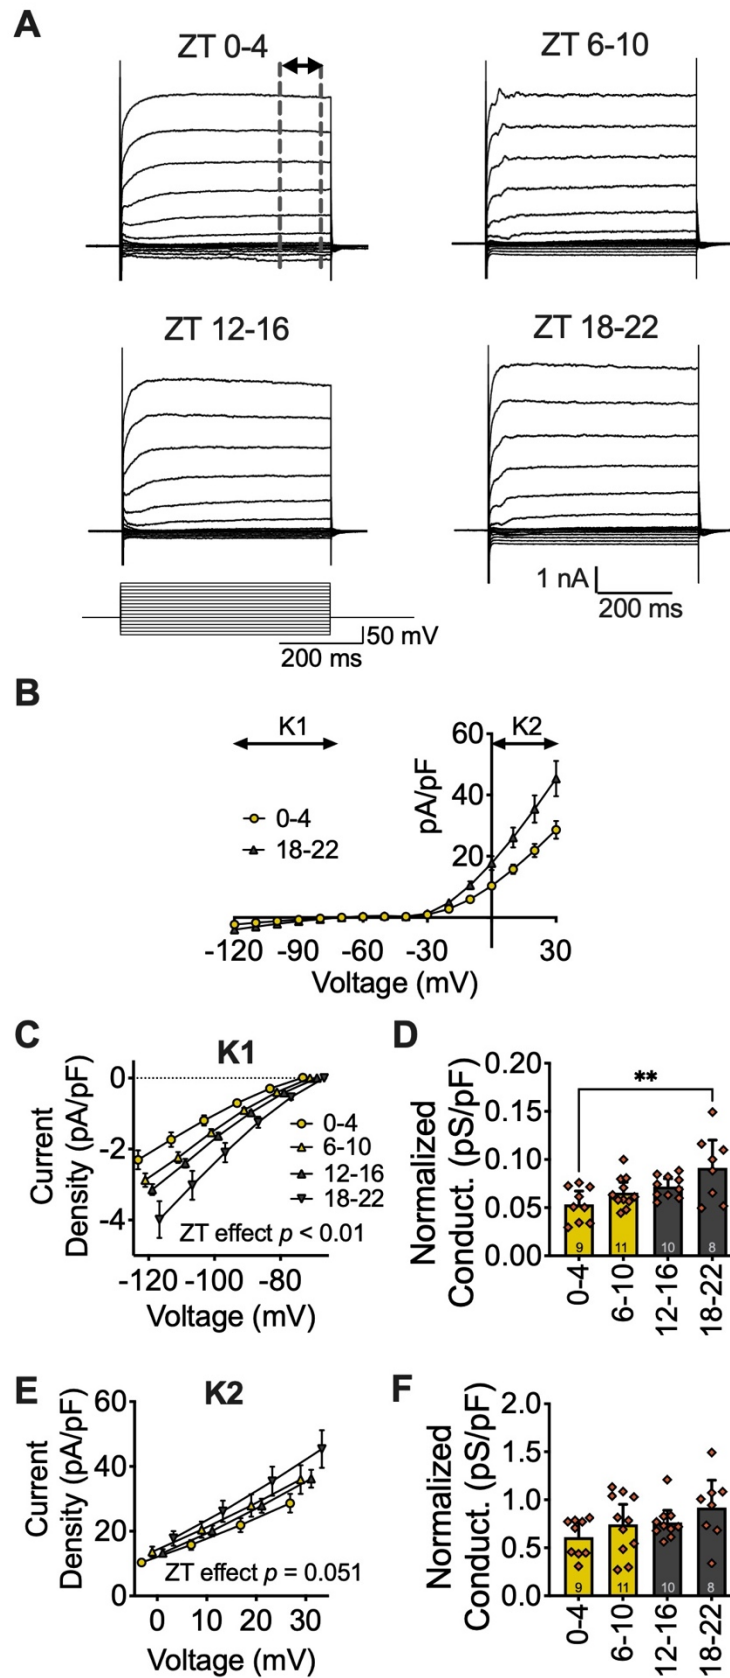 A
ZT 0-4
ZT 6-10
ZT 12-16
ZT 18-22
1 nA
200 ms
50 mV
200 ms
B
K1
K2
60
40
20
pA/pF
0-4
18-22
-120 -90 -60 -30 30
Voltage (mV)
C
K1
0
-2
-4
Current
Density (pA/pF)
0-4
6-10
12-16
18-22
ZT effect p < 0.01
-120 -100 -80
Voltage (mV)
D
Normalized
Conduct. (pS/pF)
0.20
0.15
0.10
0.05
0.00
**
9 11 10 8
0-4
6-10
12-16
18-22
E
K2
60
40
20
0
Current
Density (pA/pF)
ZT effect p = 0.051
0 10 20 30
Voltage (mV)
F
Normalized
Conduct. (pS/pF)
2.0
1.5
1.0
0.5
0.0
9 11 10 8
0-4
6-10
12-16
18-22